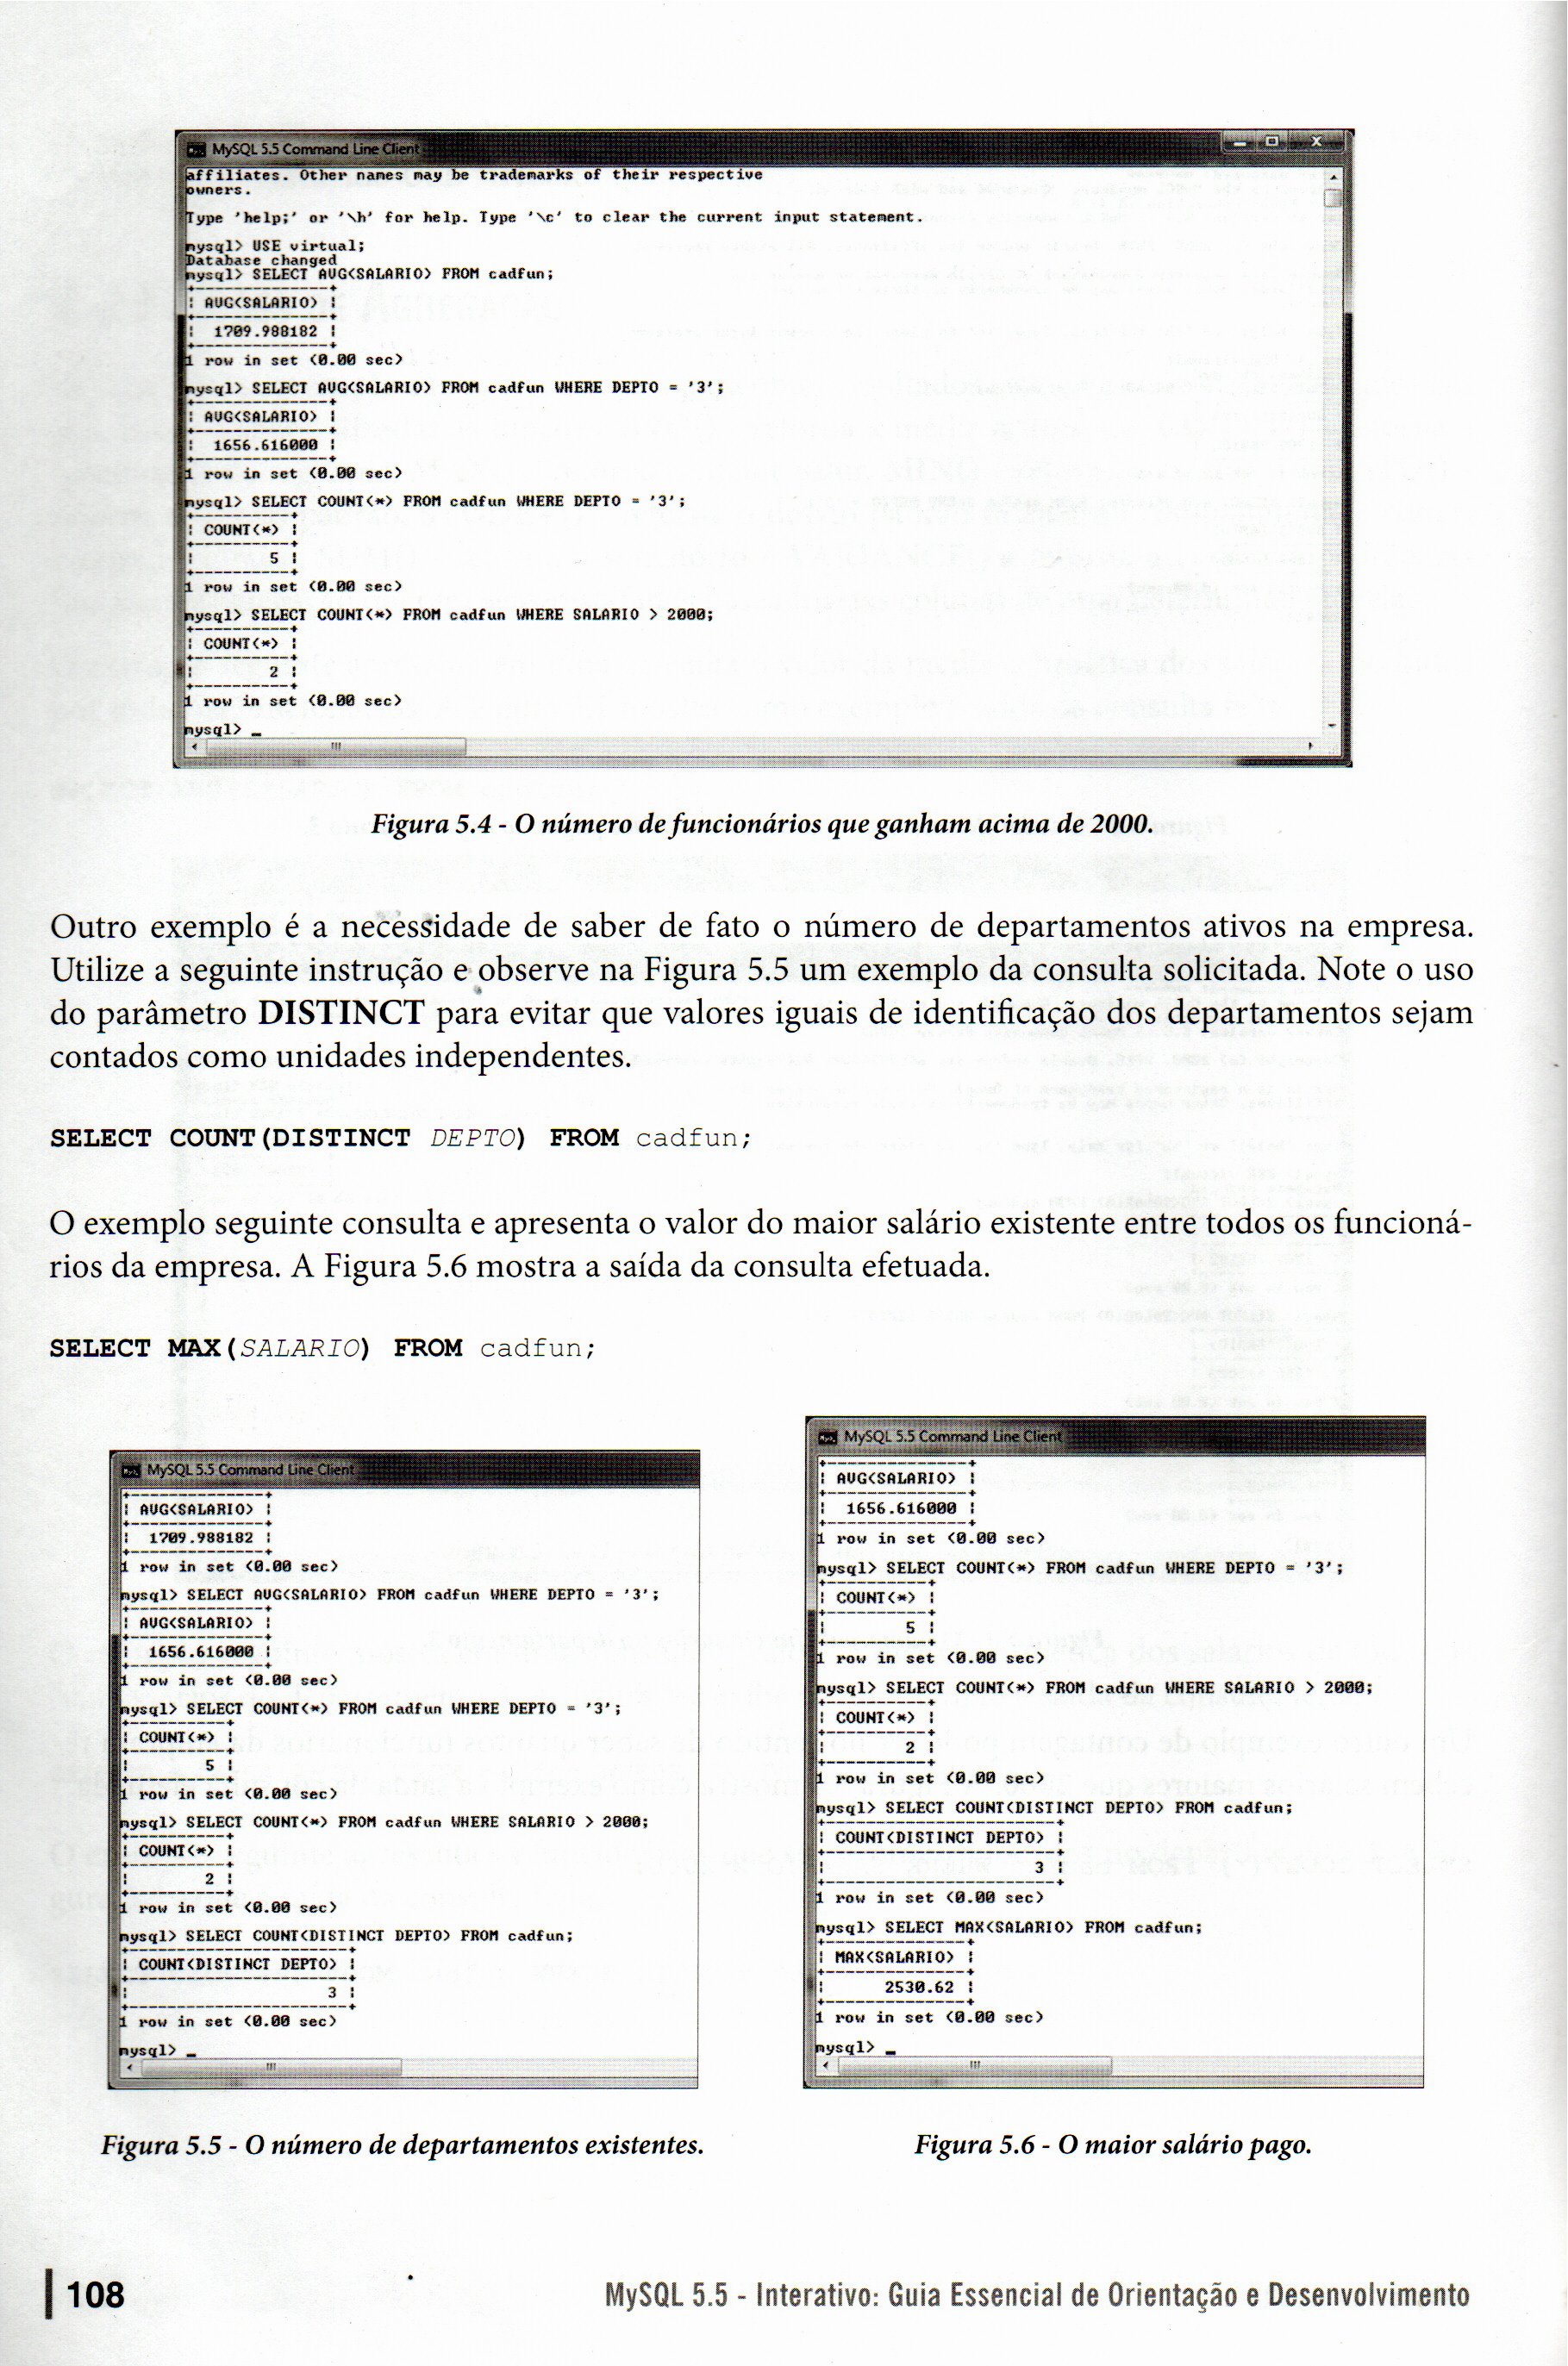 MySQL 5.5 Command Line Client
affiliates. Other names may be trademarks of their respective
owners.
Type 'help;' or '\h' for help. Type '\c' to clear the current input statement.
mysql> USE virtual;
Database changed
mysql> SELECT AVG(SALARIO) FROM cadfun;
+--------------+
| AVG(SALARIO) |
+--------------+
| 1709.988182 |
+--------------+
1 row in set (0.00 sec)
mysql> SELECT AVG(SALARIO) FROM cadfun WHERE DEPTO = '3';
+--------------+
| AVG(SALARIO) |
+--------------+
| 1656.616000 |
+--------------+
1 row in set (0.00 sec)
mysql> SELECT COUNT(*) FROM cadfun WHERE DEPTO = '3';
+----------+
| COUNT(*) |
+----------+
| 5 |
+----------+
1 row in set (0.00 sec)
mysql> SELECT COUNT(*) FROM cadfun WHERE SALARIO > 2000;
+----------+
| COUNT(*) |
+----------+
| 2 |
+----------+
1 row in set (0.00 sec)
mysql> _
Figura 5.4 - O número de funcionários que ganham acima de 2000.
Outro exemplo é a necessidade de saber de fato o número de departamentos ativos na empresa.
Utilize a seguinte instrução e observe na Figura 5.5 um exemplo da consulta solicitada. Note o uso
do parâmetro DISTINCT para evitar que valores iguais de identificação dos departamentos sejam
contados como unidades independentes.
SELECT COUNT(DISTINCT DEPTO) FROM cadfun;
O exemplo seguinte consulta e apresenta o valor do maior salário existente entre todos os funcioná-
rios da empresa. A Figura 5.6 mostra a saída da consulta efetuada.
SELECT MAX(SALARIO) FROM cadfun;
MySQL 5.5 Command Line Client
+--------------+
| AVG(SALARIO) |
+--------------+
| 1709.988182 |
+--------------+
1 row in set (0.00 sec)
mysql> SELECT AVG(SALARIO) FROM cadfun WHERE DEPTO = '3';
+--------------+
| AVG(SALARIO) |
+--------------+
| 1656.616000 |
+--------------+
1 row in set (0.00 sec)
mysql> SELECT COUNT(*) FROM cadfun WHERE DEPTO = '3';
+----------+
| COUNT(*) |
+----------+
| 5 |
+----------+
1 row in set (0.00 sec)
mysql> SELECT COUNT(*) FROM cadfun WHERE SALARIO > 2000;
+----------+
| COUNT(*) |
+----------+
| 2 |
+----------+
1 row in set (0.00 sec)
mysql> SELECT COUNT(DISTINCT DEPTO) FROM cadfun;
+-----------------------+
| COUNT(DISTINCT DEPTO) |
+-----------------------+
| 3 |
+-----------------------+
1 row in set (0.00 sec)
mysql> _
Figura 5.5 - O número de departamentos existentes.
MySQL 5.5 Command Line Client
+--------------+
| AVG(SALARIO) |
+--------------+
| 1656.616000 |
+--------------+
1 row in set (0.00 sec)
mysql> SELECT COUNT(*) FROM cadfun WHERE DEPTO = '3';
+----------+
| COUNT(*) |
+----------+
| 5 |
+----------+
1 row in set (0.00 sec)
mysql> SELECT COUNT(*) FROM cadfun WHERE SALARIO > 2000;
+----------+
| COUNT(*) |
+----------+
| 2 |
+----------+
1 row in set (0.00 sec)
mysql> SELECT COUNT(DISTINCT DEPTO) FROM cadfun;
+-----------------------+
| COUNT(DISTINCT DEPTO) |
+-----------------------+
| 3 |
+-----------------------+
1 row in set (0.00 sec)
mysql> SELECT MAX(SALARIO) FROM cadfun;
+--------------+
| MAX(SALARIO) |
+--------------+
| 2530.62 |
+--------------+
1 row in set (0.00 sec)
mysql> _
Figura 5.6 - O maior salário pago.
108
MySQL 5.5 - Interativo: Guia Essencial de Orientação e Desenvolvimento